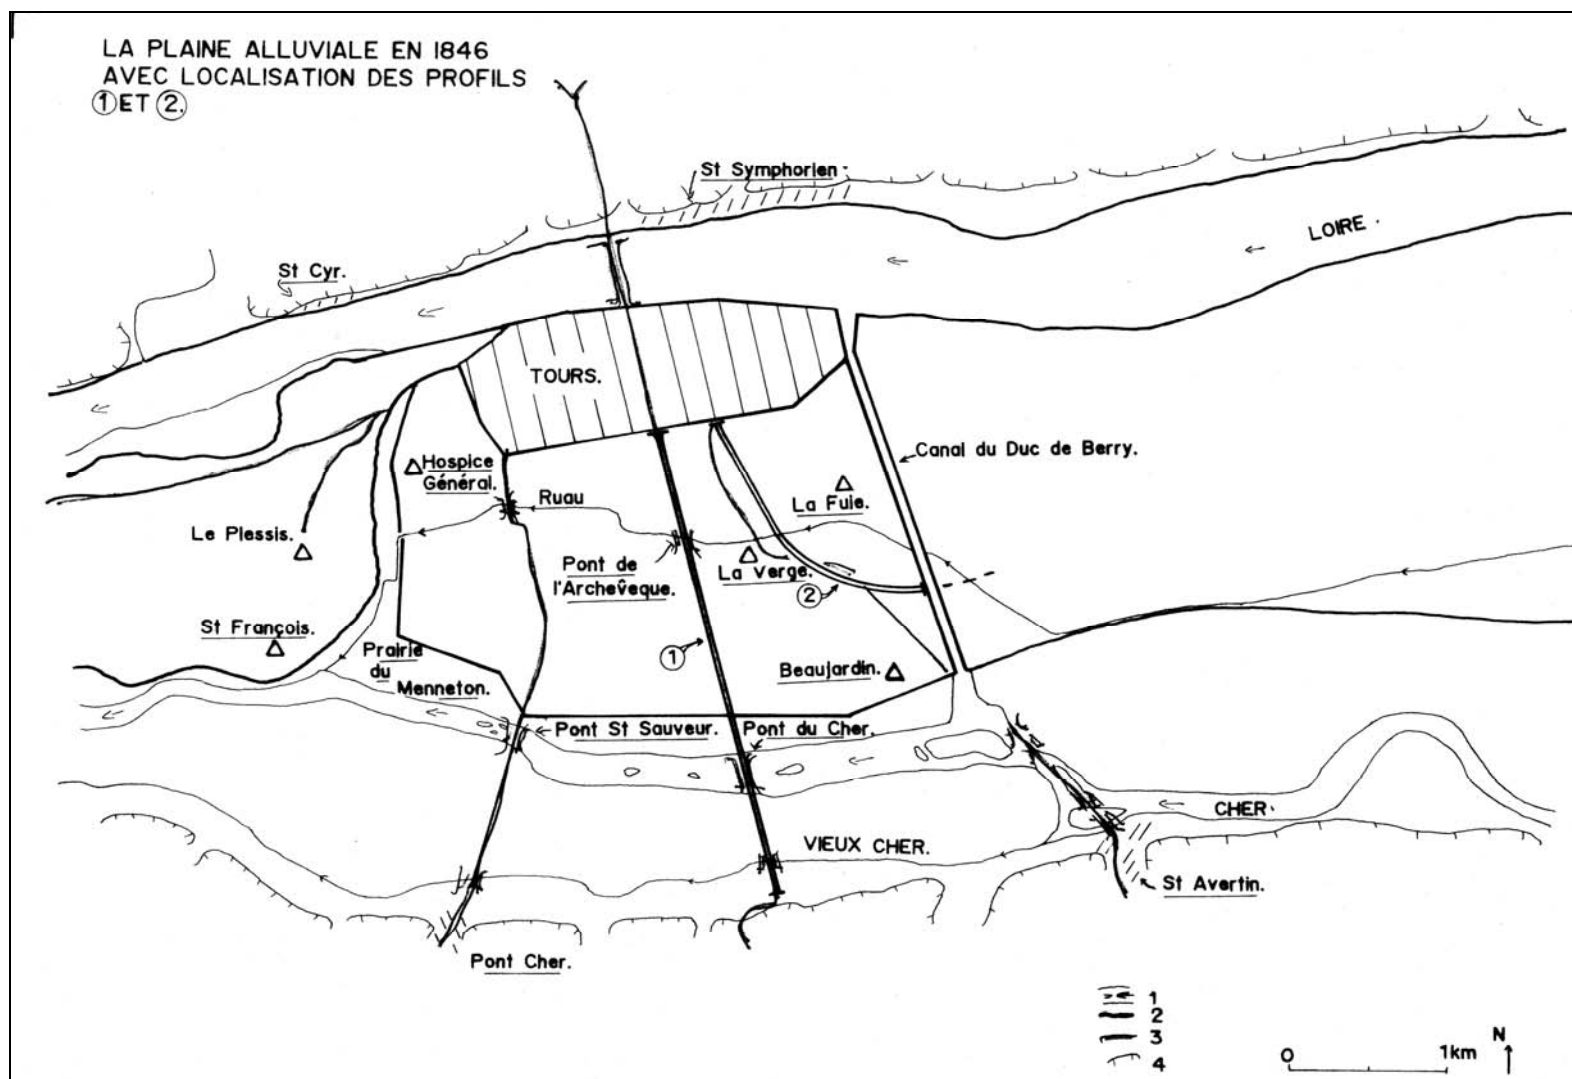 LA PLAINE ALLUVIALE EN 1846
AVEC LOCALISATION DES PROFILS
① ET ②.
St Symphorien
LOIRE.
St Cyr.
TOURS.
Canal du Duc de Berry.
Hospice
Général.
Ruau
La Fuie.
Le Plessis.
Pont de
l'Archevêque.
La Verge.
②
St François.
①
Prairie
du
Menneton.
Beaujardin.
Pont St Sauveur.
Pont du Cher.
CHER.
VIEUX CHER.
St Avertin.
Pont Cher.
1
2
3
4
0
1km
N